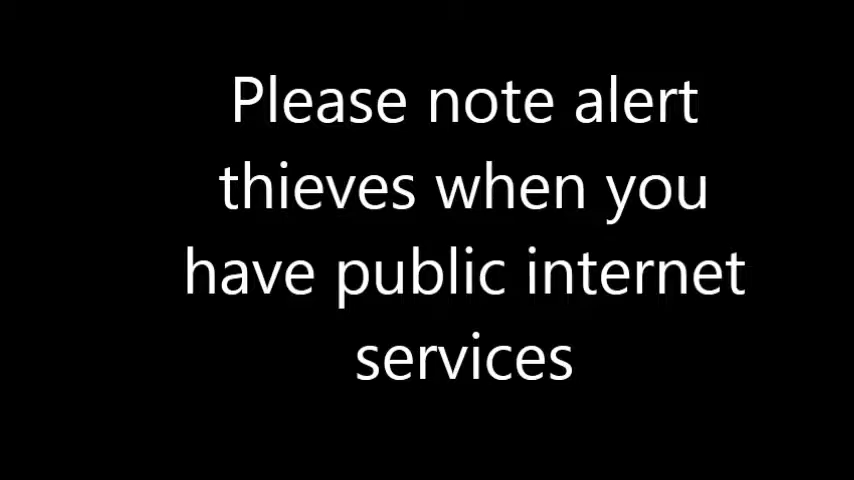 Please note alert
thieves when you
have public internet
services